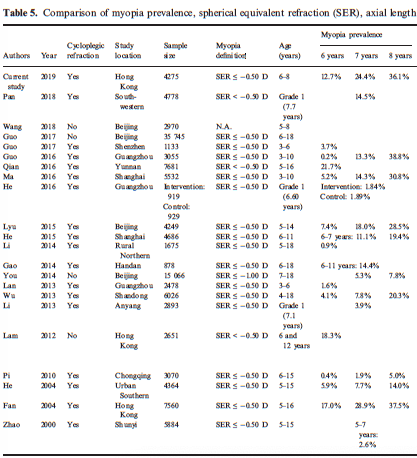 Table 5. Comparison of myopia prevalence, spherical equivalent refraction (SER), axial length
Myopia prevalence
Authors Year Cycloplegic refraction Study location Sample size Myopia definition Age (years) 6 years 7 years 8 years
Current study 2019 Yes Hong Kong 4275 SER ≤ −0.50 D 6–8 12.7% 24.4% 36.1%
Pan 2018 Yes South-western 4778 SER < −0.50 D Grade 1 (7.7 years) 14.5%
Wang 2018 No Beijing 2970 N.A. 5–8
Guo 2017 No Beijing 35 745 SER ≤ −0.50 D 6–18
Guo 2017 Yes Shenzhen 1133 SER ≤ −0.50 D 3–6 3.7%
Guo 2016 Yes Guangzhou 3055 SER ≤ −0.50 D 3–10 0.2% 13.3% 38.8%
Qian 2016 Yes Yunnan 7681 SER < −0.50 D 5–16 21.7%
Ma 2016 Yes Shanghai 5532 SER ≤ −0.50 D 3–10 5.2% 14.3% 30.8%
He 2016 Yes Guangzhou Intervention: 919 Control: 929 SER ≤ −0.50 D Grade 1 (6.60 years) Intervention: 1.84% Control: 1.89%
Lyu 2015 Yes Beijing 4249 SER ≤ −0.50 D 5–14 7.4% 18.0% 28.5%
He 2015 Yes Shanghai 4686 SER ≤ −0.50 D 6–11 6–7 years: 11.1% 19.4%
Li 2014 Yes Rural Northern 1675 SER ≤ −0.50 D 5–18 0.9%
Gao 2014 Yes Handan 878 SER ≤ −0.50 D 6–18 6–11 years: 14.4%
You 2014 No Beijing 15 066 SER ≤ −1.00 D 7–18 5.3% 7.8%
Lan 2013 Yes Guangzhou 2478 SER ≤ −0.50 D 3–6 1.6%
Wu 2013 Yes Shandong 6026 SER ≤ −0.50 D 4–18 4.1% 7.8% 20.3%
Li 2013 Yes Anyang 2893 SER ≤ −0.50 D Grade 1 (7.1 years) 3.9%
Lam 2012 No Hong Kong 2651 SER < −0.50 D 6 and 12 years 18.3%
Pi 2010 Yes Chongqing 3070 SER ≤ −0.50 D 6–15 0.4% 1.9% 5.0%
He 2004 Yes Urban Southern 4364 SER ≤ −0.50 D 5–15 5.9% 7.7% 14.0%
Fan 2004 Yes Hong Kong 7560 SER ≤ −0.50 D 5–16 17.0% 28.9% 37.5%
Zhao 2000 Yes Shunyi 5884 SER ≤ −0.50 D 5–15 5–7 years: 2.6%